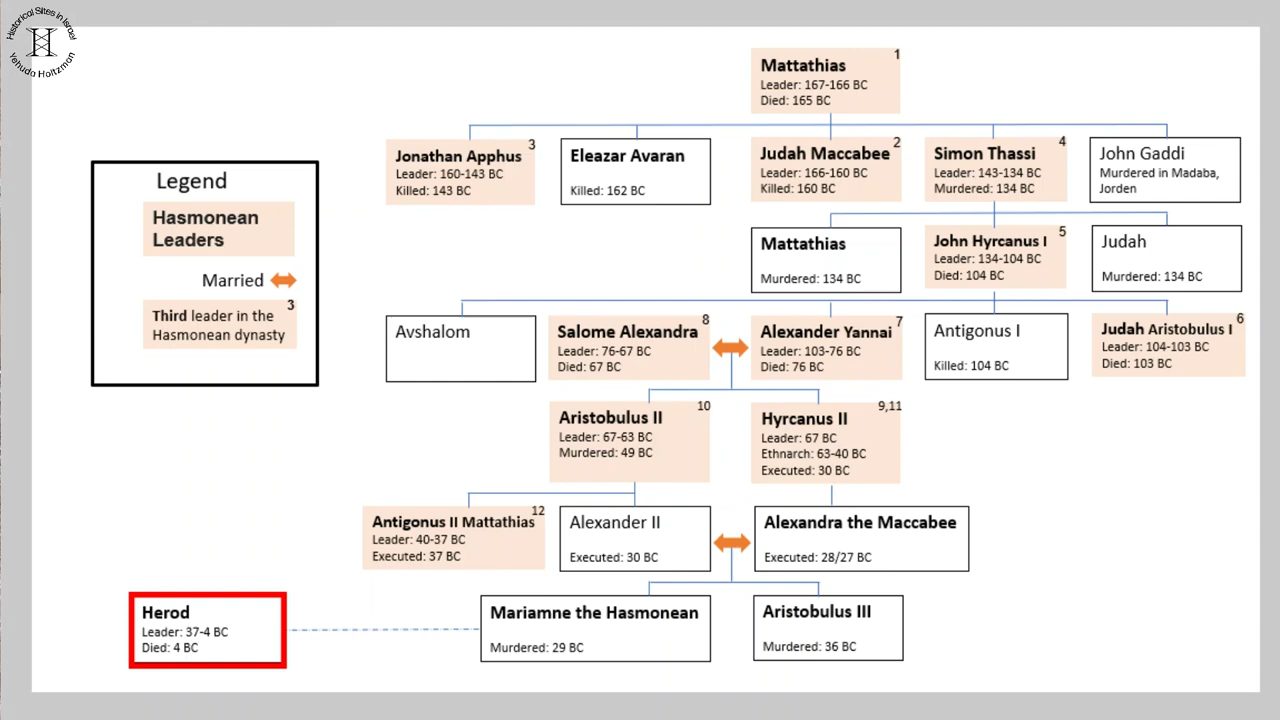 Historical Sites in Israel
Yehuda Holtzman
1
Mattathias
Leader: 167-166 BC
Died: 165 BC
3
Jonathan Apphus
Leader: 160-143 BC
Killed: 143 BC
Eleazar Avaran
Killed: 162 BC
2
Judah Maccabee
Leader: 166-160 BC
Killed: 160 BC
4
Simon Thassi
Leader: 143-134 BC
Murdered: 134 BC
John Gaddi
Murdered in Madaba,
Jorden
Legend
Hasmonean
Leaders
Married
3
Third leader in the
Hasmonean dynasty
Mattathias
Murdered: 134 BC
5
John Hyrcanus I
Leader: 134-104 BC
Died: 104 BC
Judah
Murdered: 134 BC
Avshalom
8
Salome Alexandra
Leader: 76-67 BC
Died: 67 BC
7
Alexander Yannai
Leader: 103-76 BC
Died: 76 BC
Antigonus I
Killed: 104 BC
6
Judah Aristobulus I
Leader: 104-103 BC
Died: 103 BC
10
Aristobulus II
Leader: 67-63 BC
Murdered: 49 BC
9,11
Hyrcanus II
Leader: 67 BC
Ethnarch: 63-40 BC
Executed: 30 BC
12
Antigonus II Mattathias
Leader: 40-37 BC
Executed: 37 BC
Alexander II
Executed: 30 BC
Alexandra the Maccabee
Executed: 28/27 BC
Herod
Leader: 37-4 BC
Died: 4 BC
Mariamne the Hasmonean
Murdered: 29 BC
Aristobulus III
Murdered: 36 BC